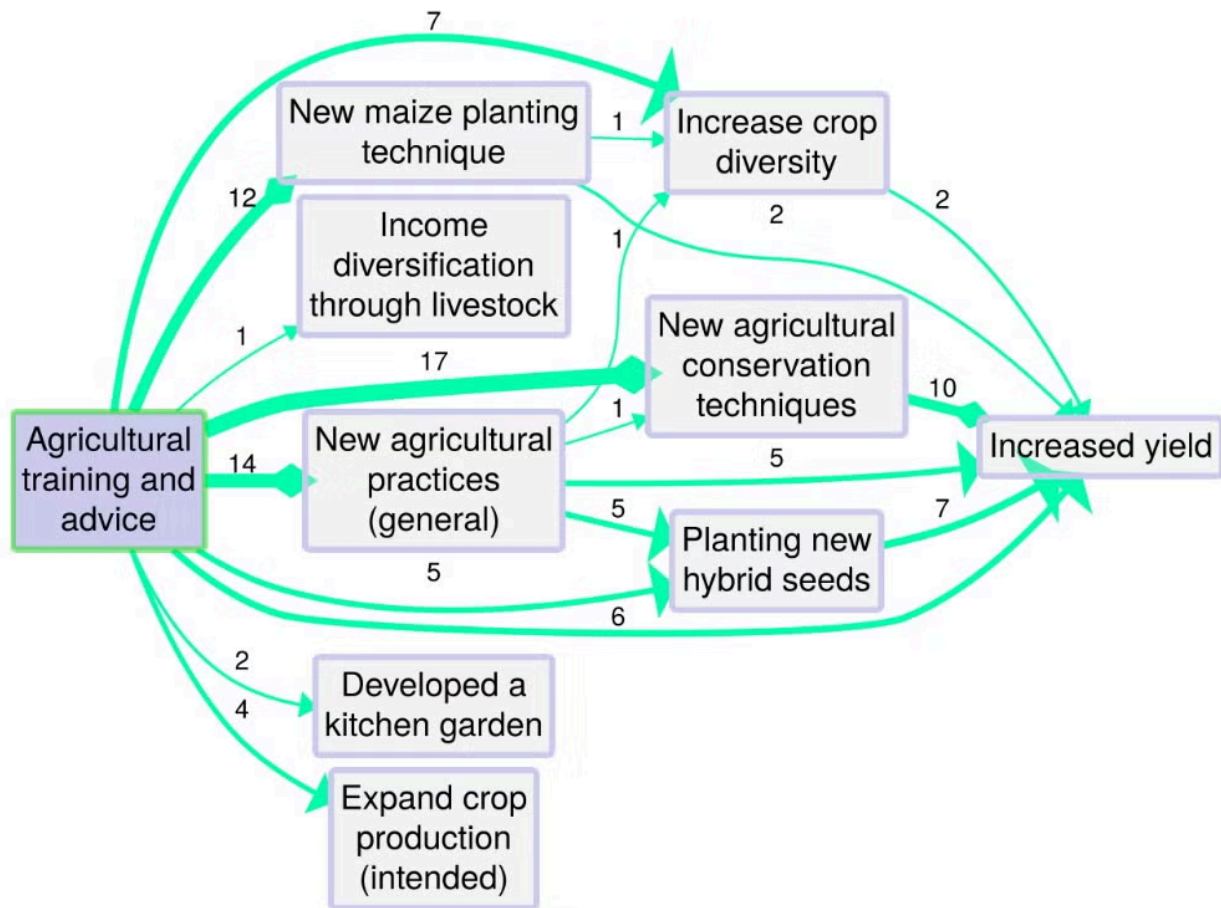 7
New maize planting
technique
1
Increase crop
diversity
12
2
2
Income
diversification
through livestock
1
1
17
New agricultural
conservation
techniques
10
Agricultural
training and
advice
14
New agricultural
practices
(general)
1
5
Increased yield
5
Planting new
hybrid seeds
7
5
6
2
Developed a
kitchen garden
4
Expand crop
production
(intended)